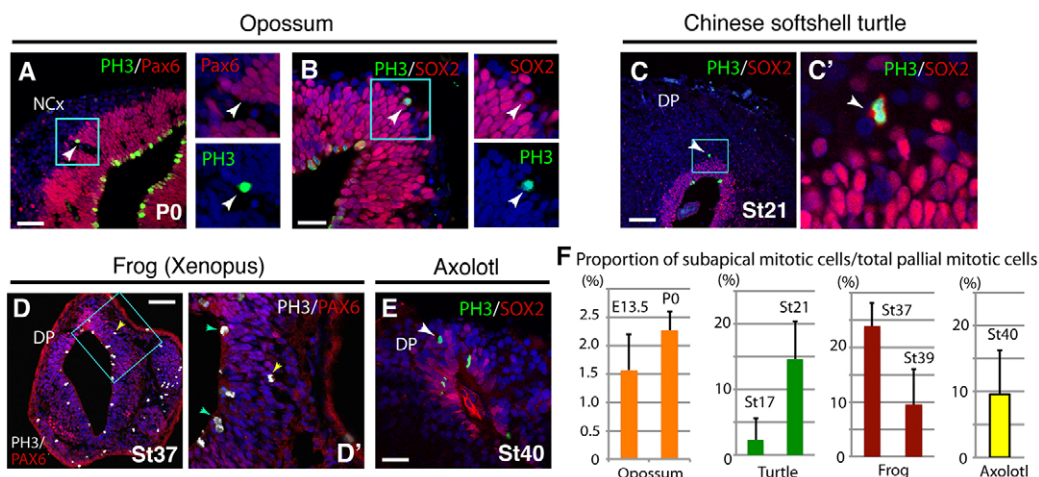 Opossum
Chinese softshell turtle
A PH3/Pax6
NCx
P0
Pax6
PH3
B PH3/SOX2
SOX2
PH3
C PH3/SOX2
DP
St21
C' PH3/SOX2
Frog (Xenopus)
Axolotl
D
DP
PH3/
PAX6
St37
PH3/PAX6
D'
E PH3/SOX2
DP
St40
F Proportion of subapical mitotic cells/total pallial mitotic cells
(%)
2.5
2.0
1.5
1.0
0.5
0
E13.5
P0
Opossum
(%)
20
10
0
St17
St21
Turtle
(%)
20
10
0
St37
St39
Frog
(%)
20
10
0
St40
Axolotl